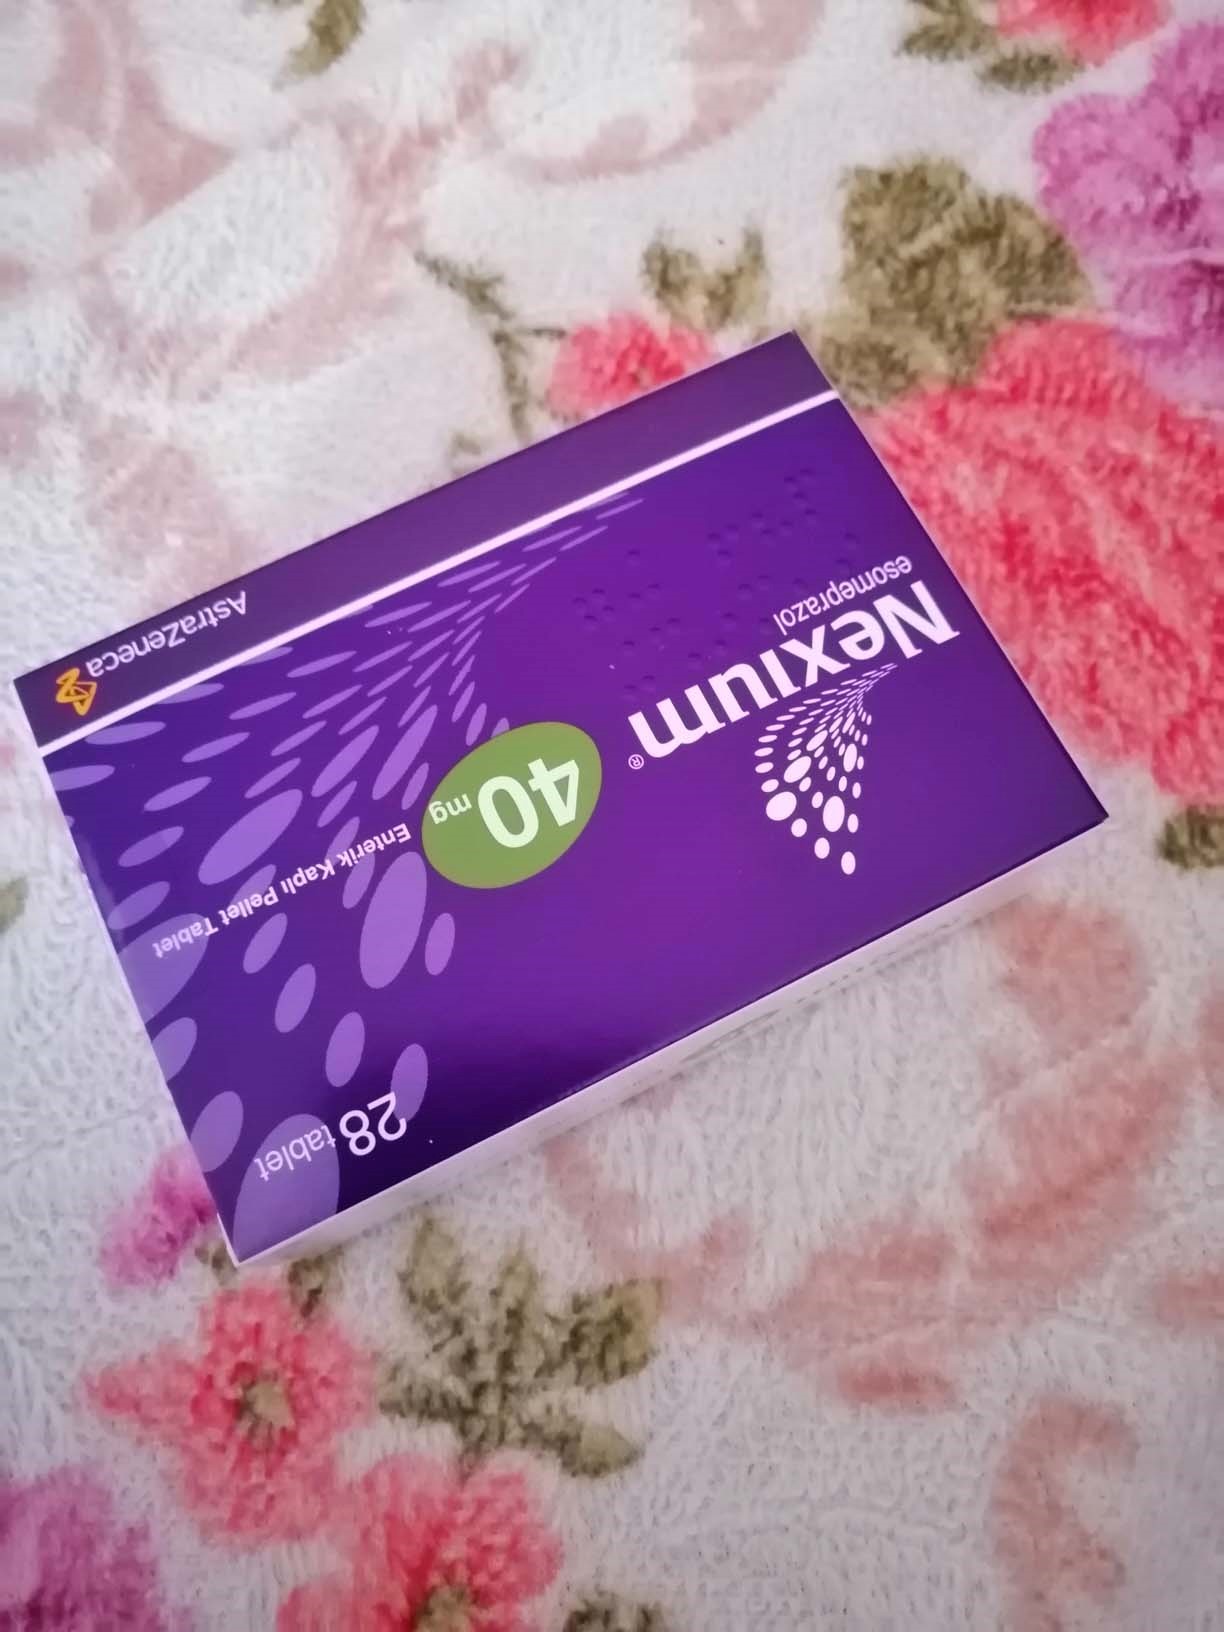 Nexium®
esomeprazol
40 mg
Enterik Kaplı Pellet Tablet
28 tablet
AstraZeneca